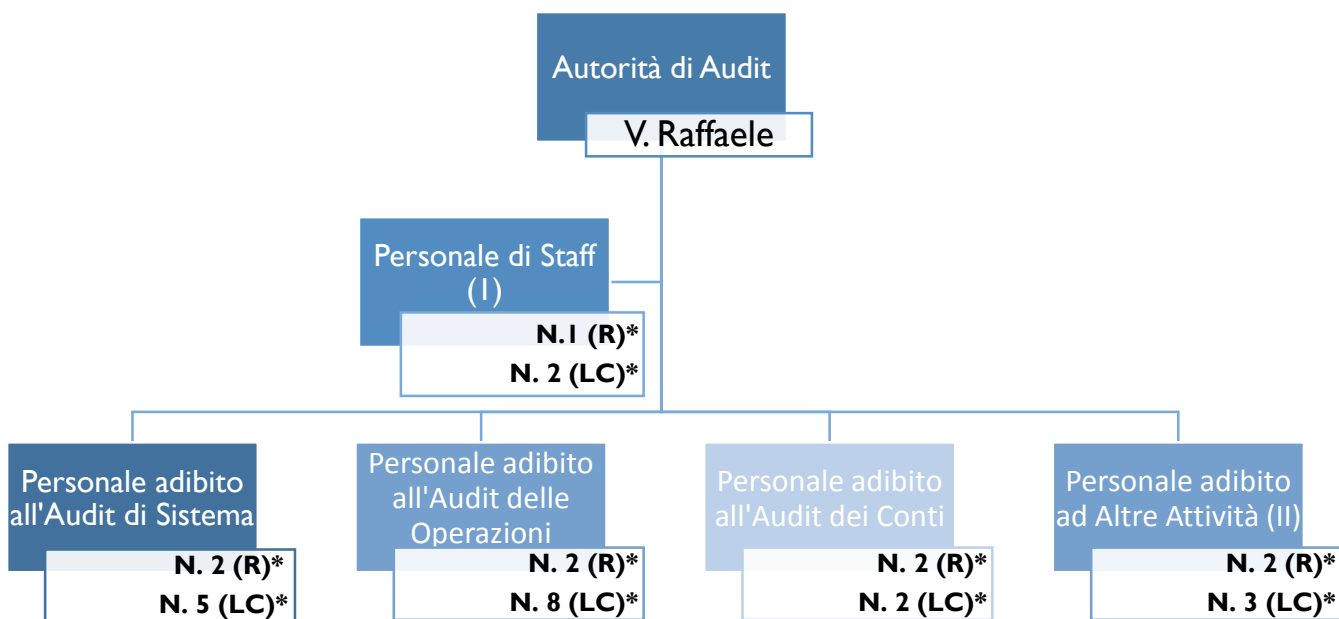 Autorità di Audit
V. Raffaele
Personale di Staff
(I)
N.1 (R)*
N. 2 (LC)*
Personale adibito
all'Audit di Sistema
N. 2 (R)*
N. 5 (LC)*
Personale adibito
all'Audit delle
Operazioni
N. 2 (R)*
N. 8 (LC)*
Personale adibito
all'Audit dei Conti
N. 2 (R)*
N. 2 (LC)*
Personale adibito
ad Altre Attività (II)
N. 2 (R)*
N. 3 (LC)*